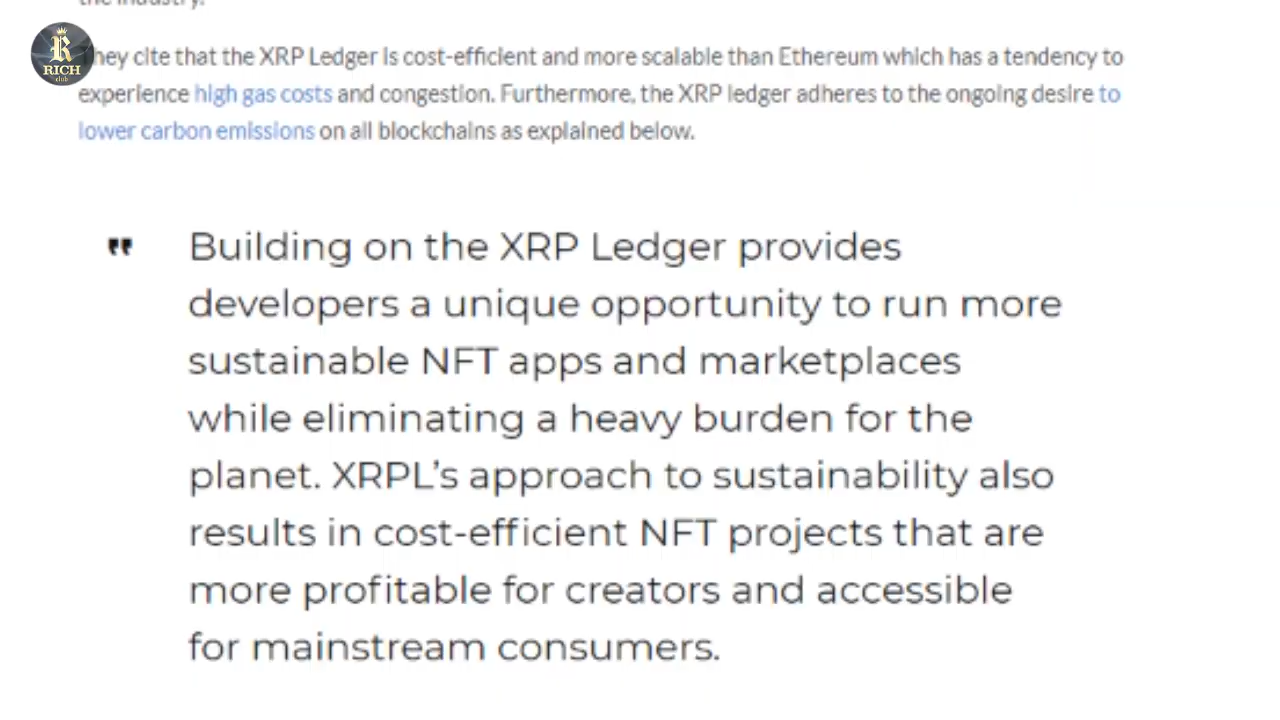 the industry.
They cite that the XRP Ledger is cost-efficient and more scalable than Ethereum which has a tendency to
experience high gas costs and congestion. Furthermore, the XRP ledger adheres to the ongoing desire to
lower carbon emissions on all blockchains as explained below.
R
RICH
club
" Building on the XRP Ledger provides
developers a unique opportunity to run more
sustainable NFT apps and marketplaces
while eliminating a heavy burden for the
planet. XRPL’s approach to sustainability also
results in cost-efficient NFT projects that are
more profitable for creators and accessible
for mainstream consumers.